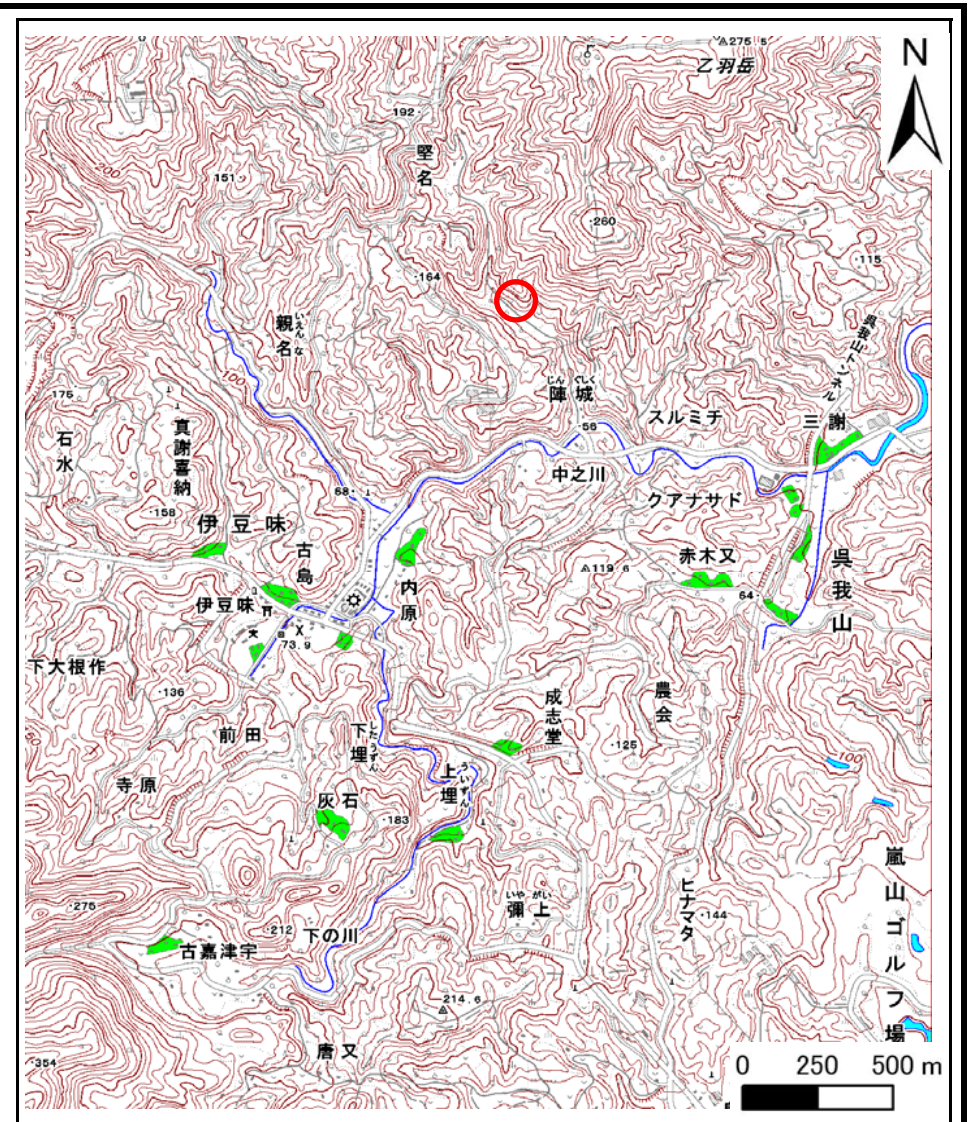 N
275.5
192
堅名
151
200
260
115
164
呉我山トンネル
いえんな
親名
100
じん ぐしく
陣城
スルミチ
三謝
175
石水
真謝喜納
56
中之川
68
クアナサド
158
伊豆味
古島
内原
119.6
赤木又
呉我山
64
伊豆味
73.9
下大根作
136
前田
したうずん
下埋
成志堂
農会
125
ういずん
上埋
100
寺原
灰石
183
嵐山ゴルフ場
275
212
下の川
いや がい
彌上
ヒナマタ
144
古嘉津宇
214.6
354
唐又
0 250 500 m